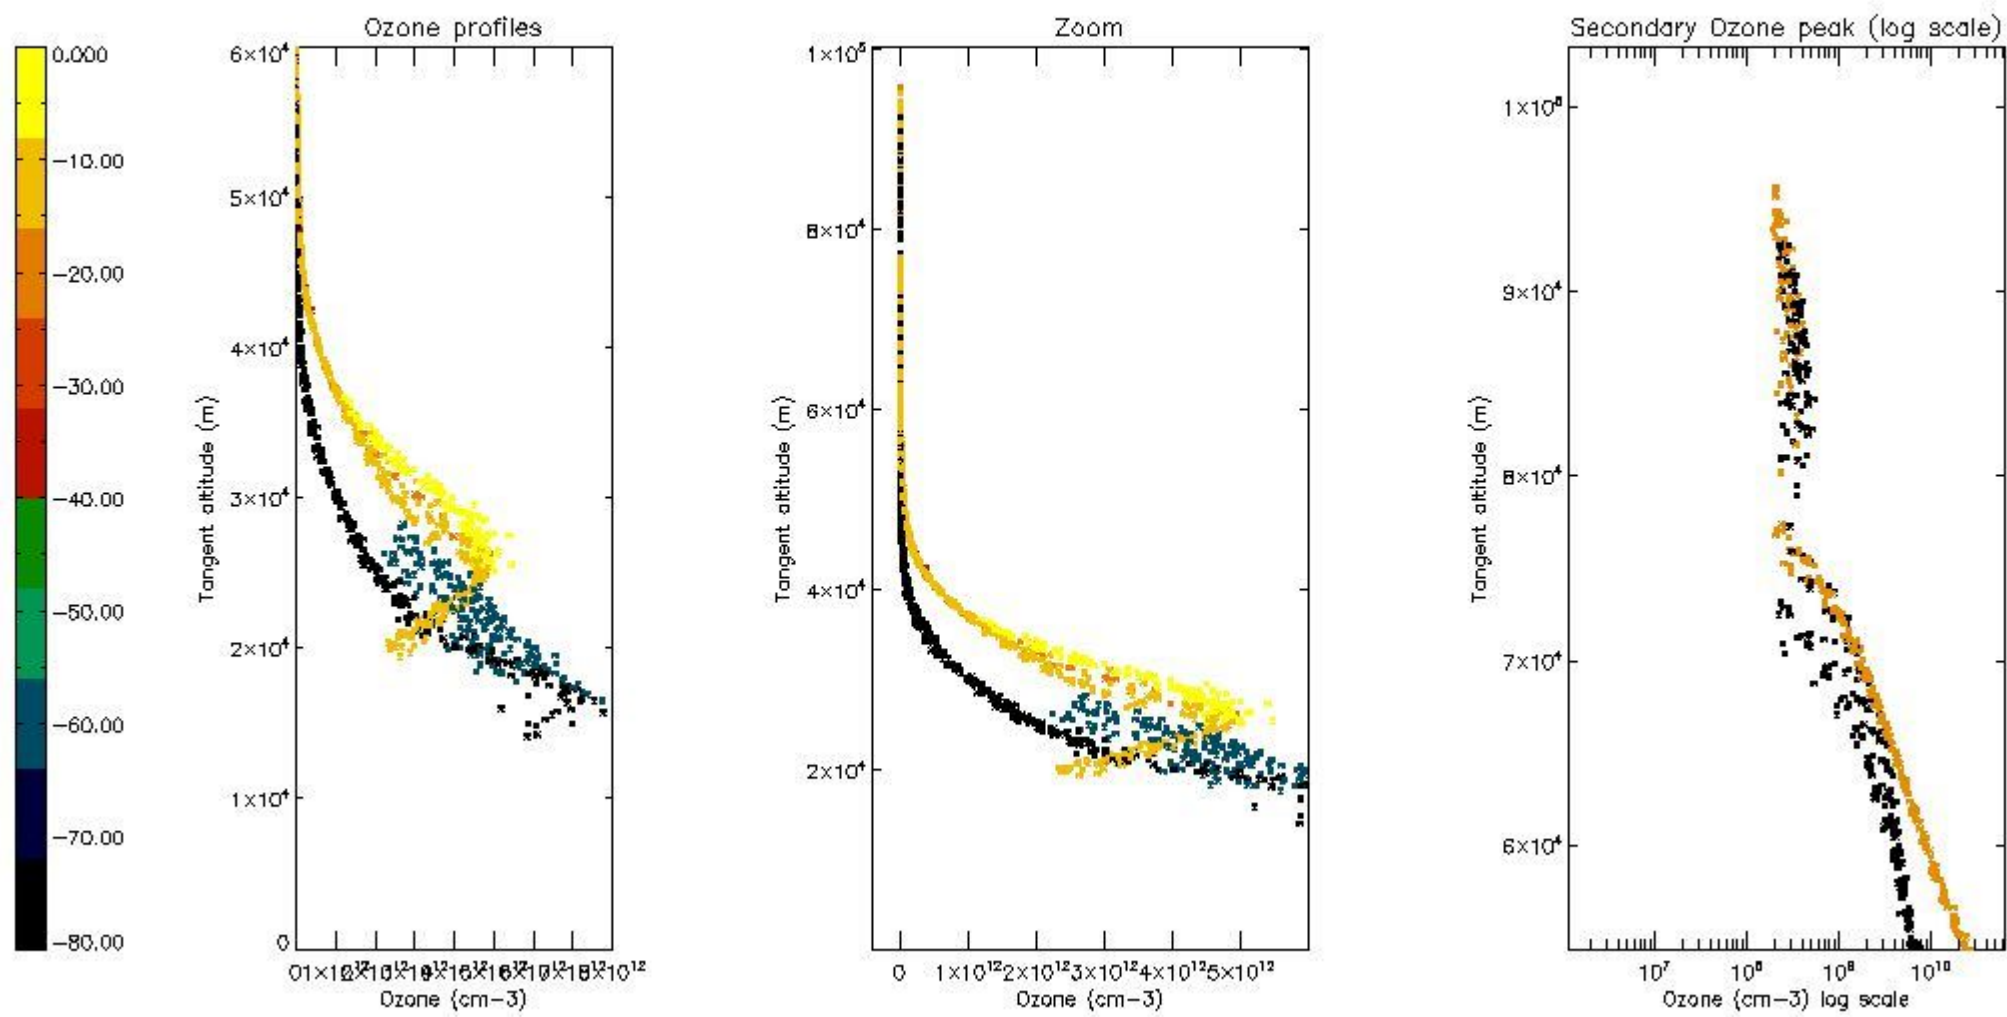 Ozone profiles
Zoom
Secondary Ozone peak (log scale)
0.000
−10.00
−20.00
−30.00
−40.00
−50.00
−60.00
−70.00
−80.00
6×10⁴
5×10⁴
4×10⁴
3×10⁴
2×10⁴
1×10⁴
0
Tangent altitude (m)
Ozone (cm−3)
1×10⁵
8×10⁴
6×10⁴
4×10⁴
2×10⁴
Tangent altitude (m)
0 1×10¹² 2×10¹² 3×10¹² 4×10¹² 5×10¹²
Ozone (cm−3)
9×10⁴
8×10⁴
7×10⁴
6×10⁴
Tangent altitude (m)
10⁷ 10⁸ 10⁹ 10¹⁰
Ozone (cm−3) log scale